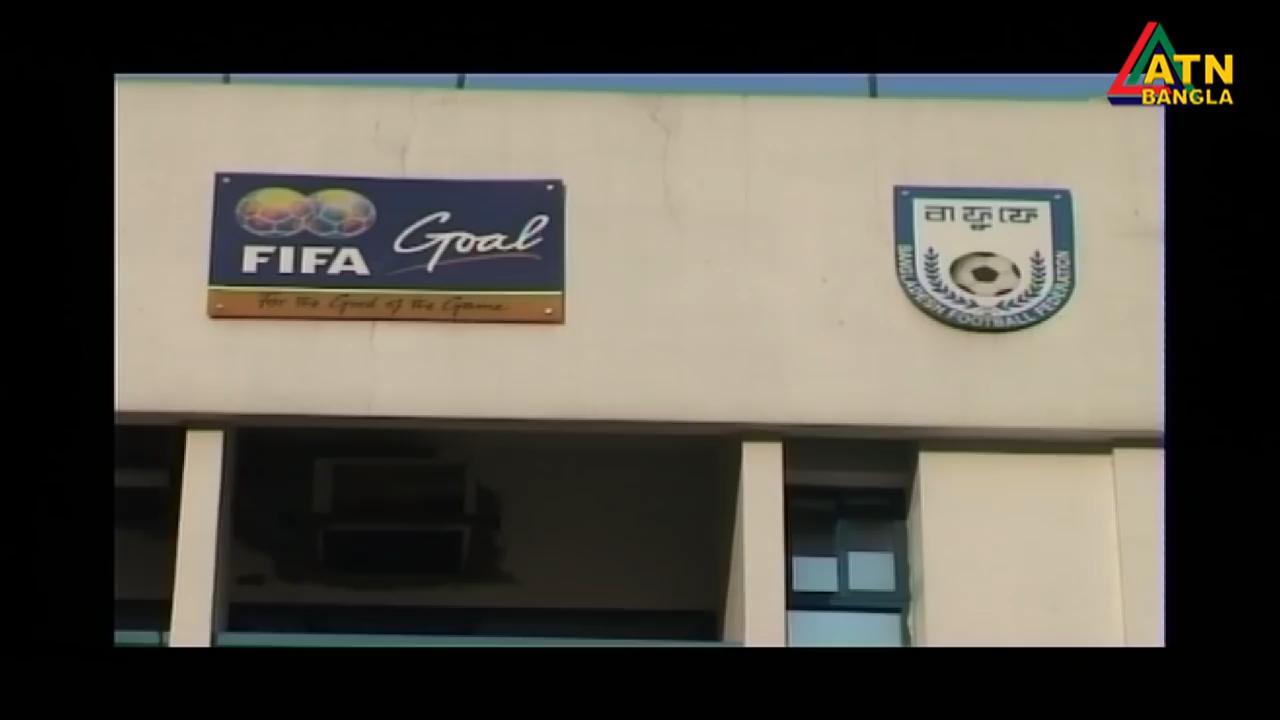 ATN
BANGLA
FIFA
Goal
For the Good of the Game
বাফুফে
BANGLADESH FOOTBALL FEDERATION